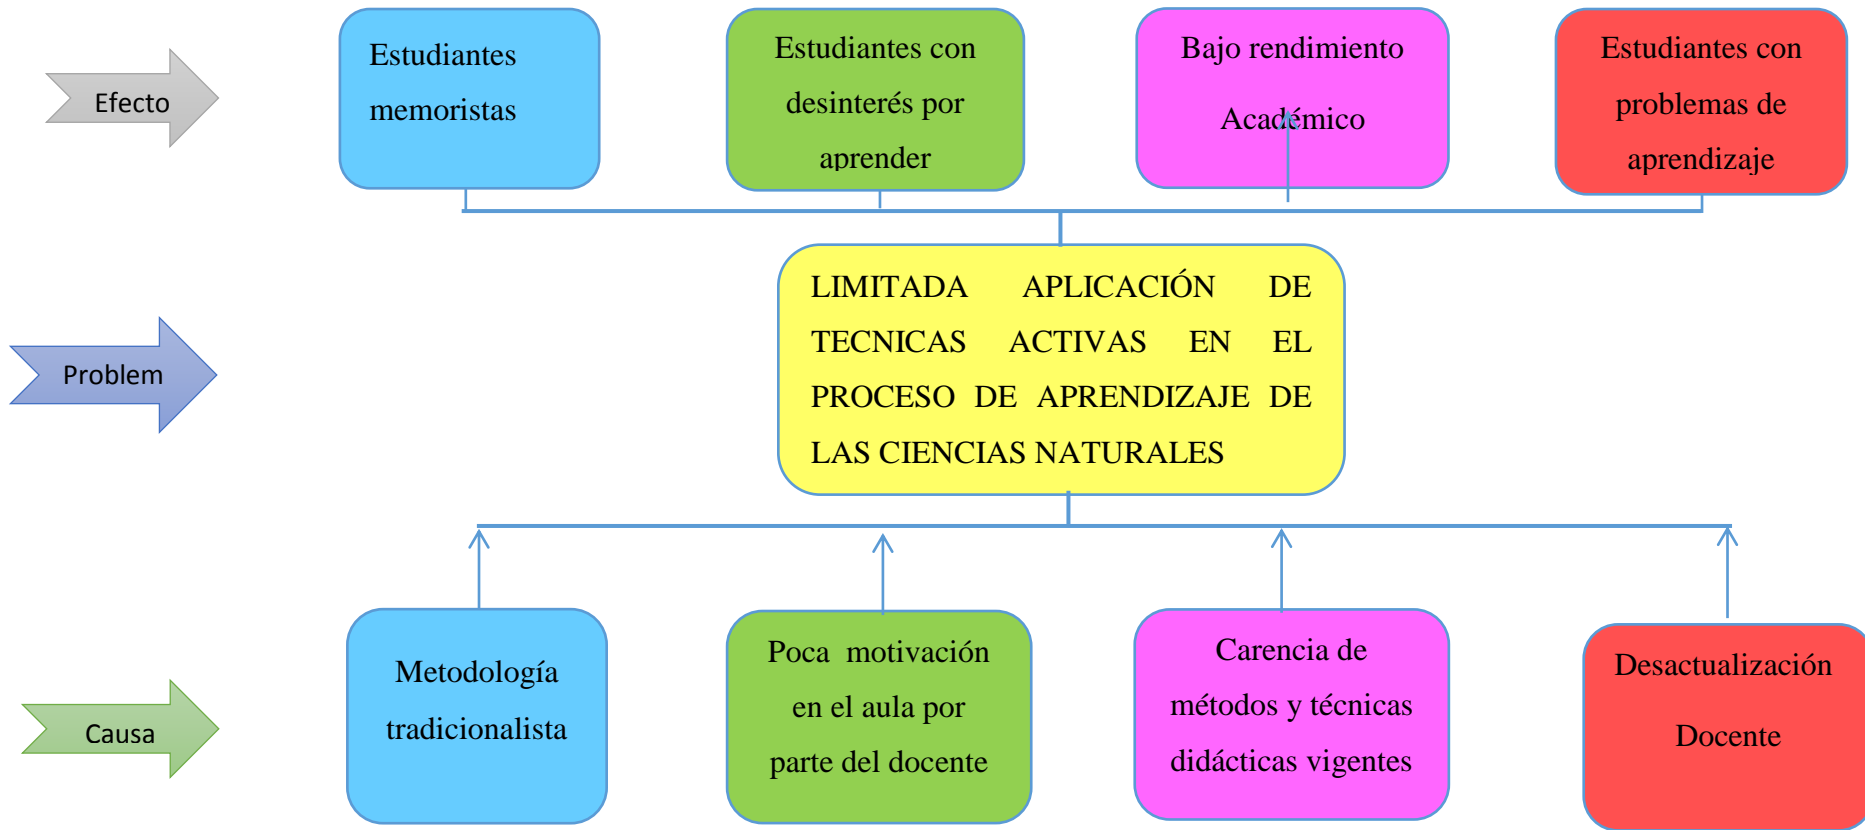 Efecto
Estudiantes
memoristas
Estudiantes con
desinterés por
aprender
Bajo rendimiento
Académico
Estudiantes con
problemas de
aprendizaje
Problem
LIMITADA APLICACIÓN DE
TECNICAS ACTIVAS EN EL
PROCESO DE APRENDIZAJE DE
LAS CIENCIAS NATURALES
Causa
Metodología
tradicionalista
Poca motivación
en el aula por
parte del docente
Carencia de
métodos y técnicas
didácticas vigentes
Desactualización
Docente